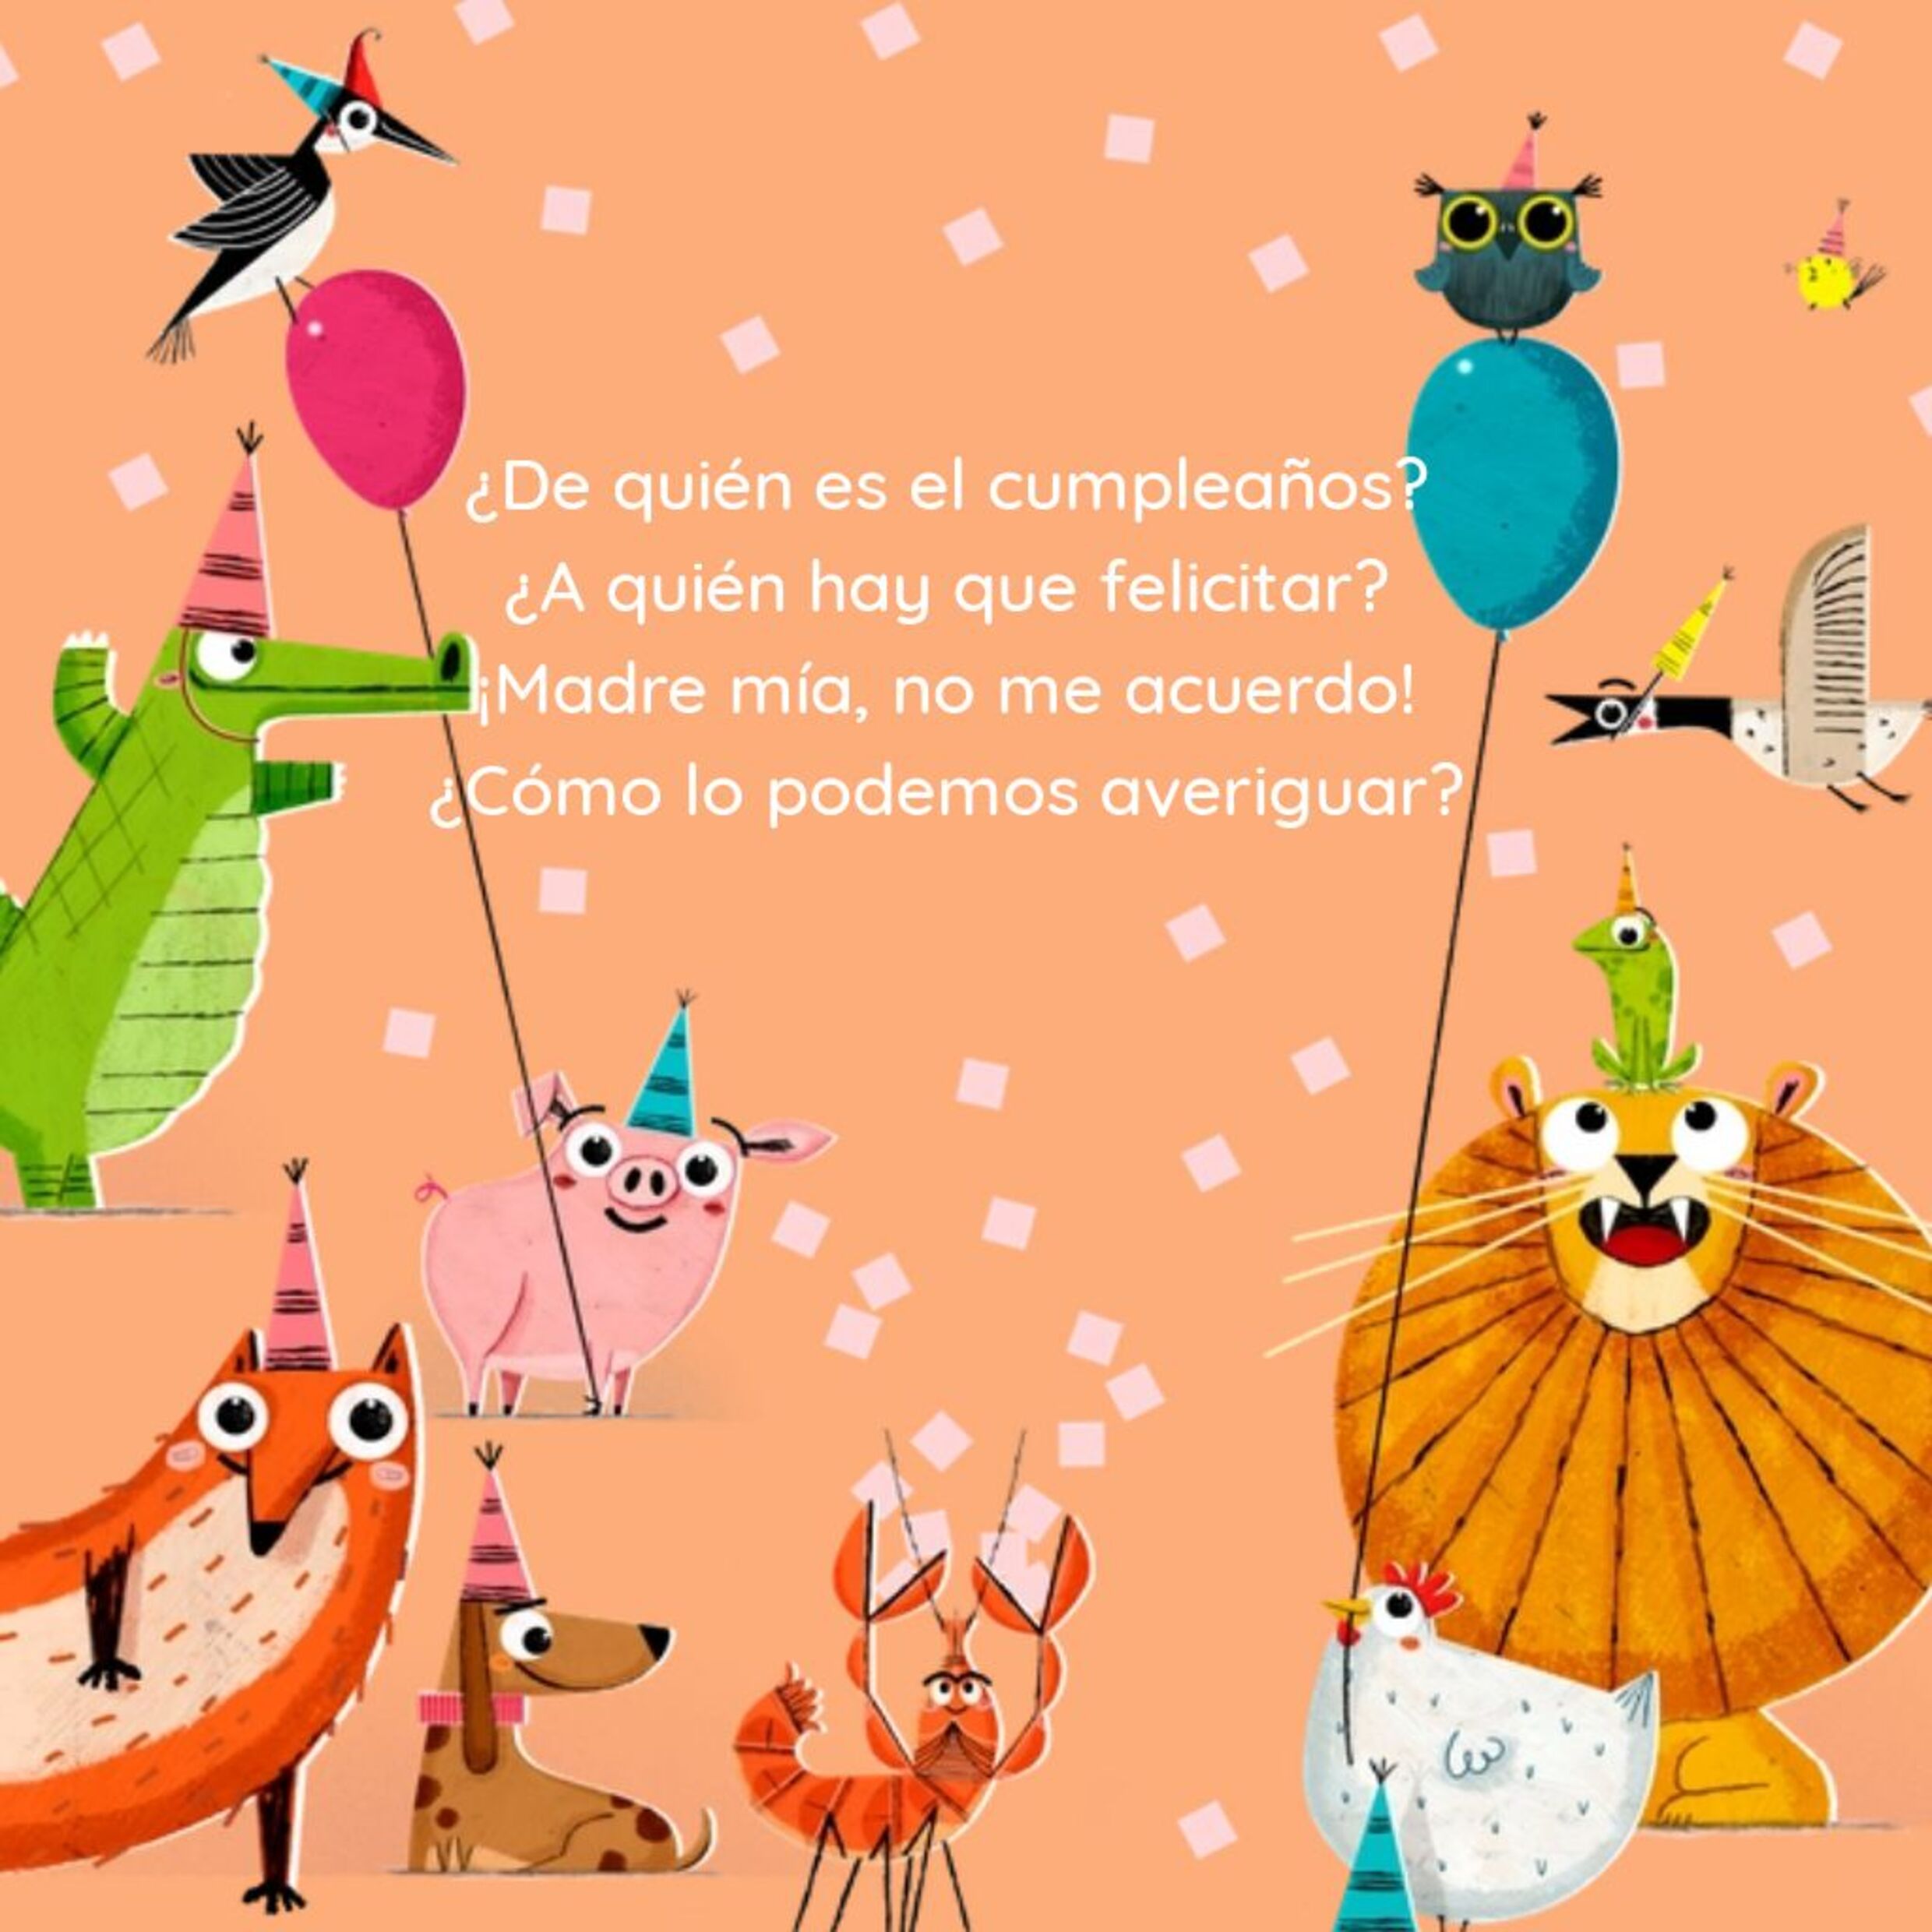 ¿De quién es el cumpleaños?
¿A quién hay que felicitar?
¡Madre mía, no me acuerdo!
¿Cómo lo podemos averiguar?